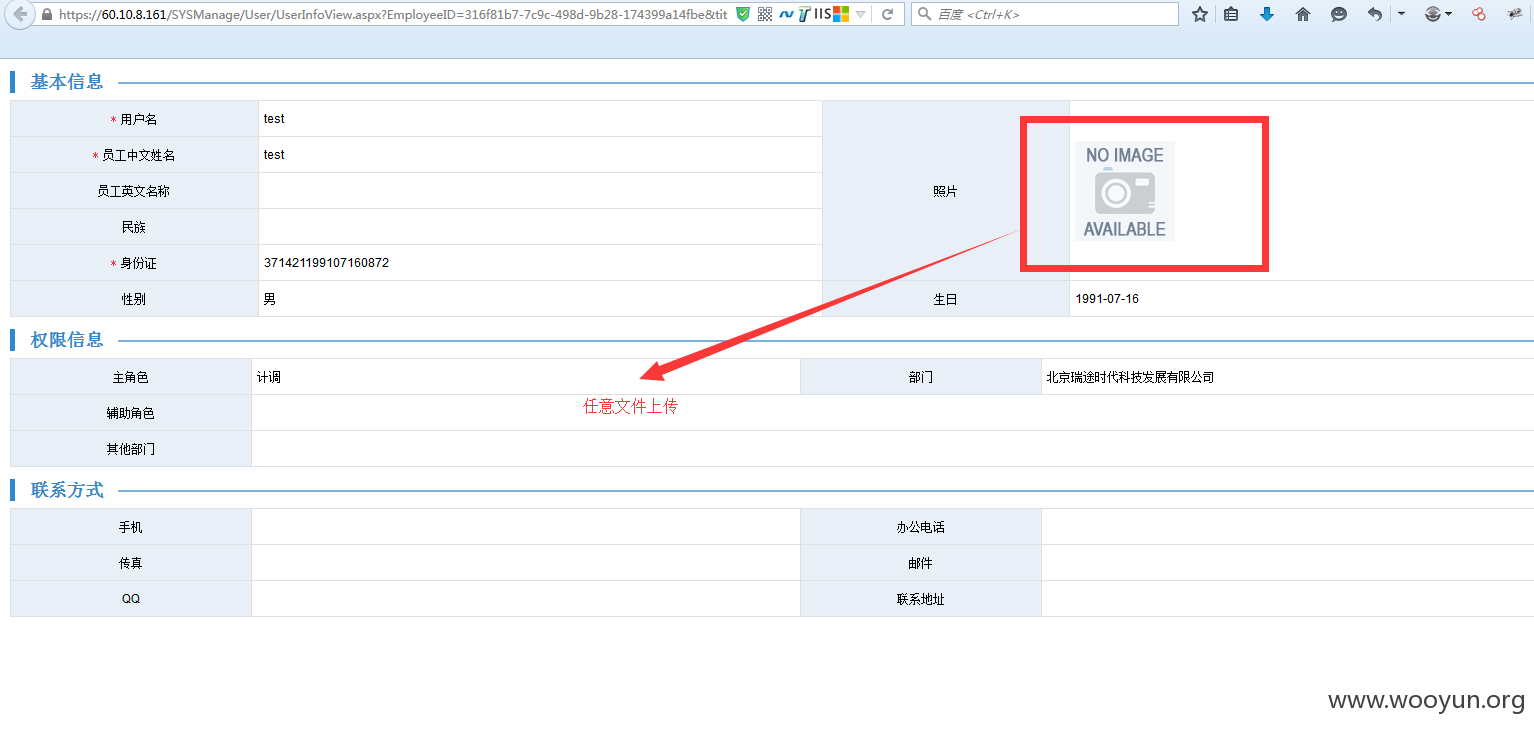 https://60.10.8.161/SYSManage/User/UserInfoView.aspx?EmployeeID=316f81b7-7c9c-498d-9b28-174399a14fbe&tit IIS 百度 <Ctrl+K>
基本信息
* 用户名 test
* 员工中文姓名 test
员工英文名称
民族
* 身份证 371421199107160872
照片
NO IMAGE
AVAILABLE
性别 男 生日 1991-07-16
权限信息
主角色 计调 部门 北京瑞途时代科技发展有限公司
任意文件上传
辅助角色
其他部门
联系方式
手机 办公电话
传真 邮件
QQ 联系地址
www.wooyun.org